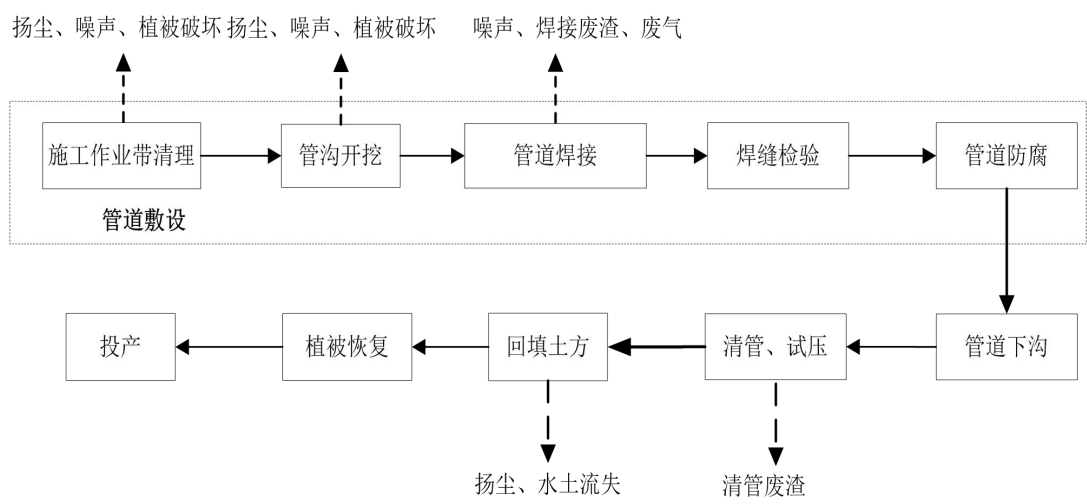 扬尘、噪声、植被破坏
扬尘、噪声、植被破坏
噪声、焊接废渣、废气
施工作业带清理
管沟开挖
管道焊接
焊缝检验
管道防腐
管道敷设
投产
植被恢复
回填土方
清管、试压
管道下沟
扬尘、水土流失
清管废渣